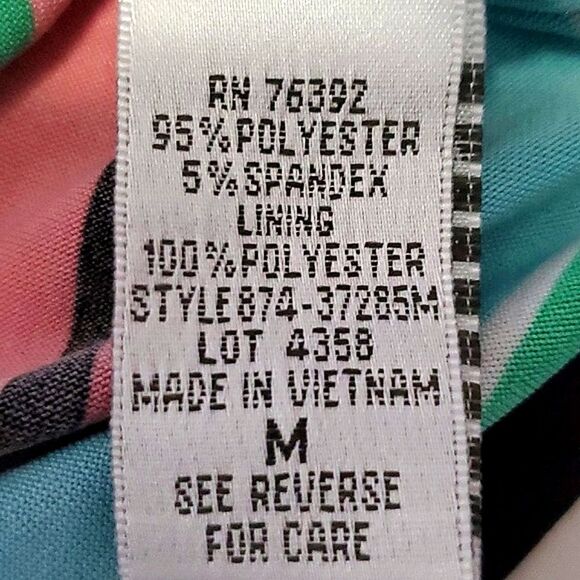 RN 76392
95%POLYESTER
5%SPANDEX
LINING
100%POLYESTER
STYLE874-37285M
LOT 4358
MADE IN VIETNAM
M
SEE REVERSE
FOR CARE